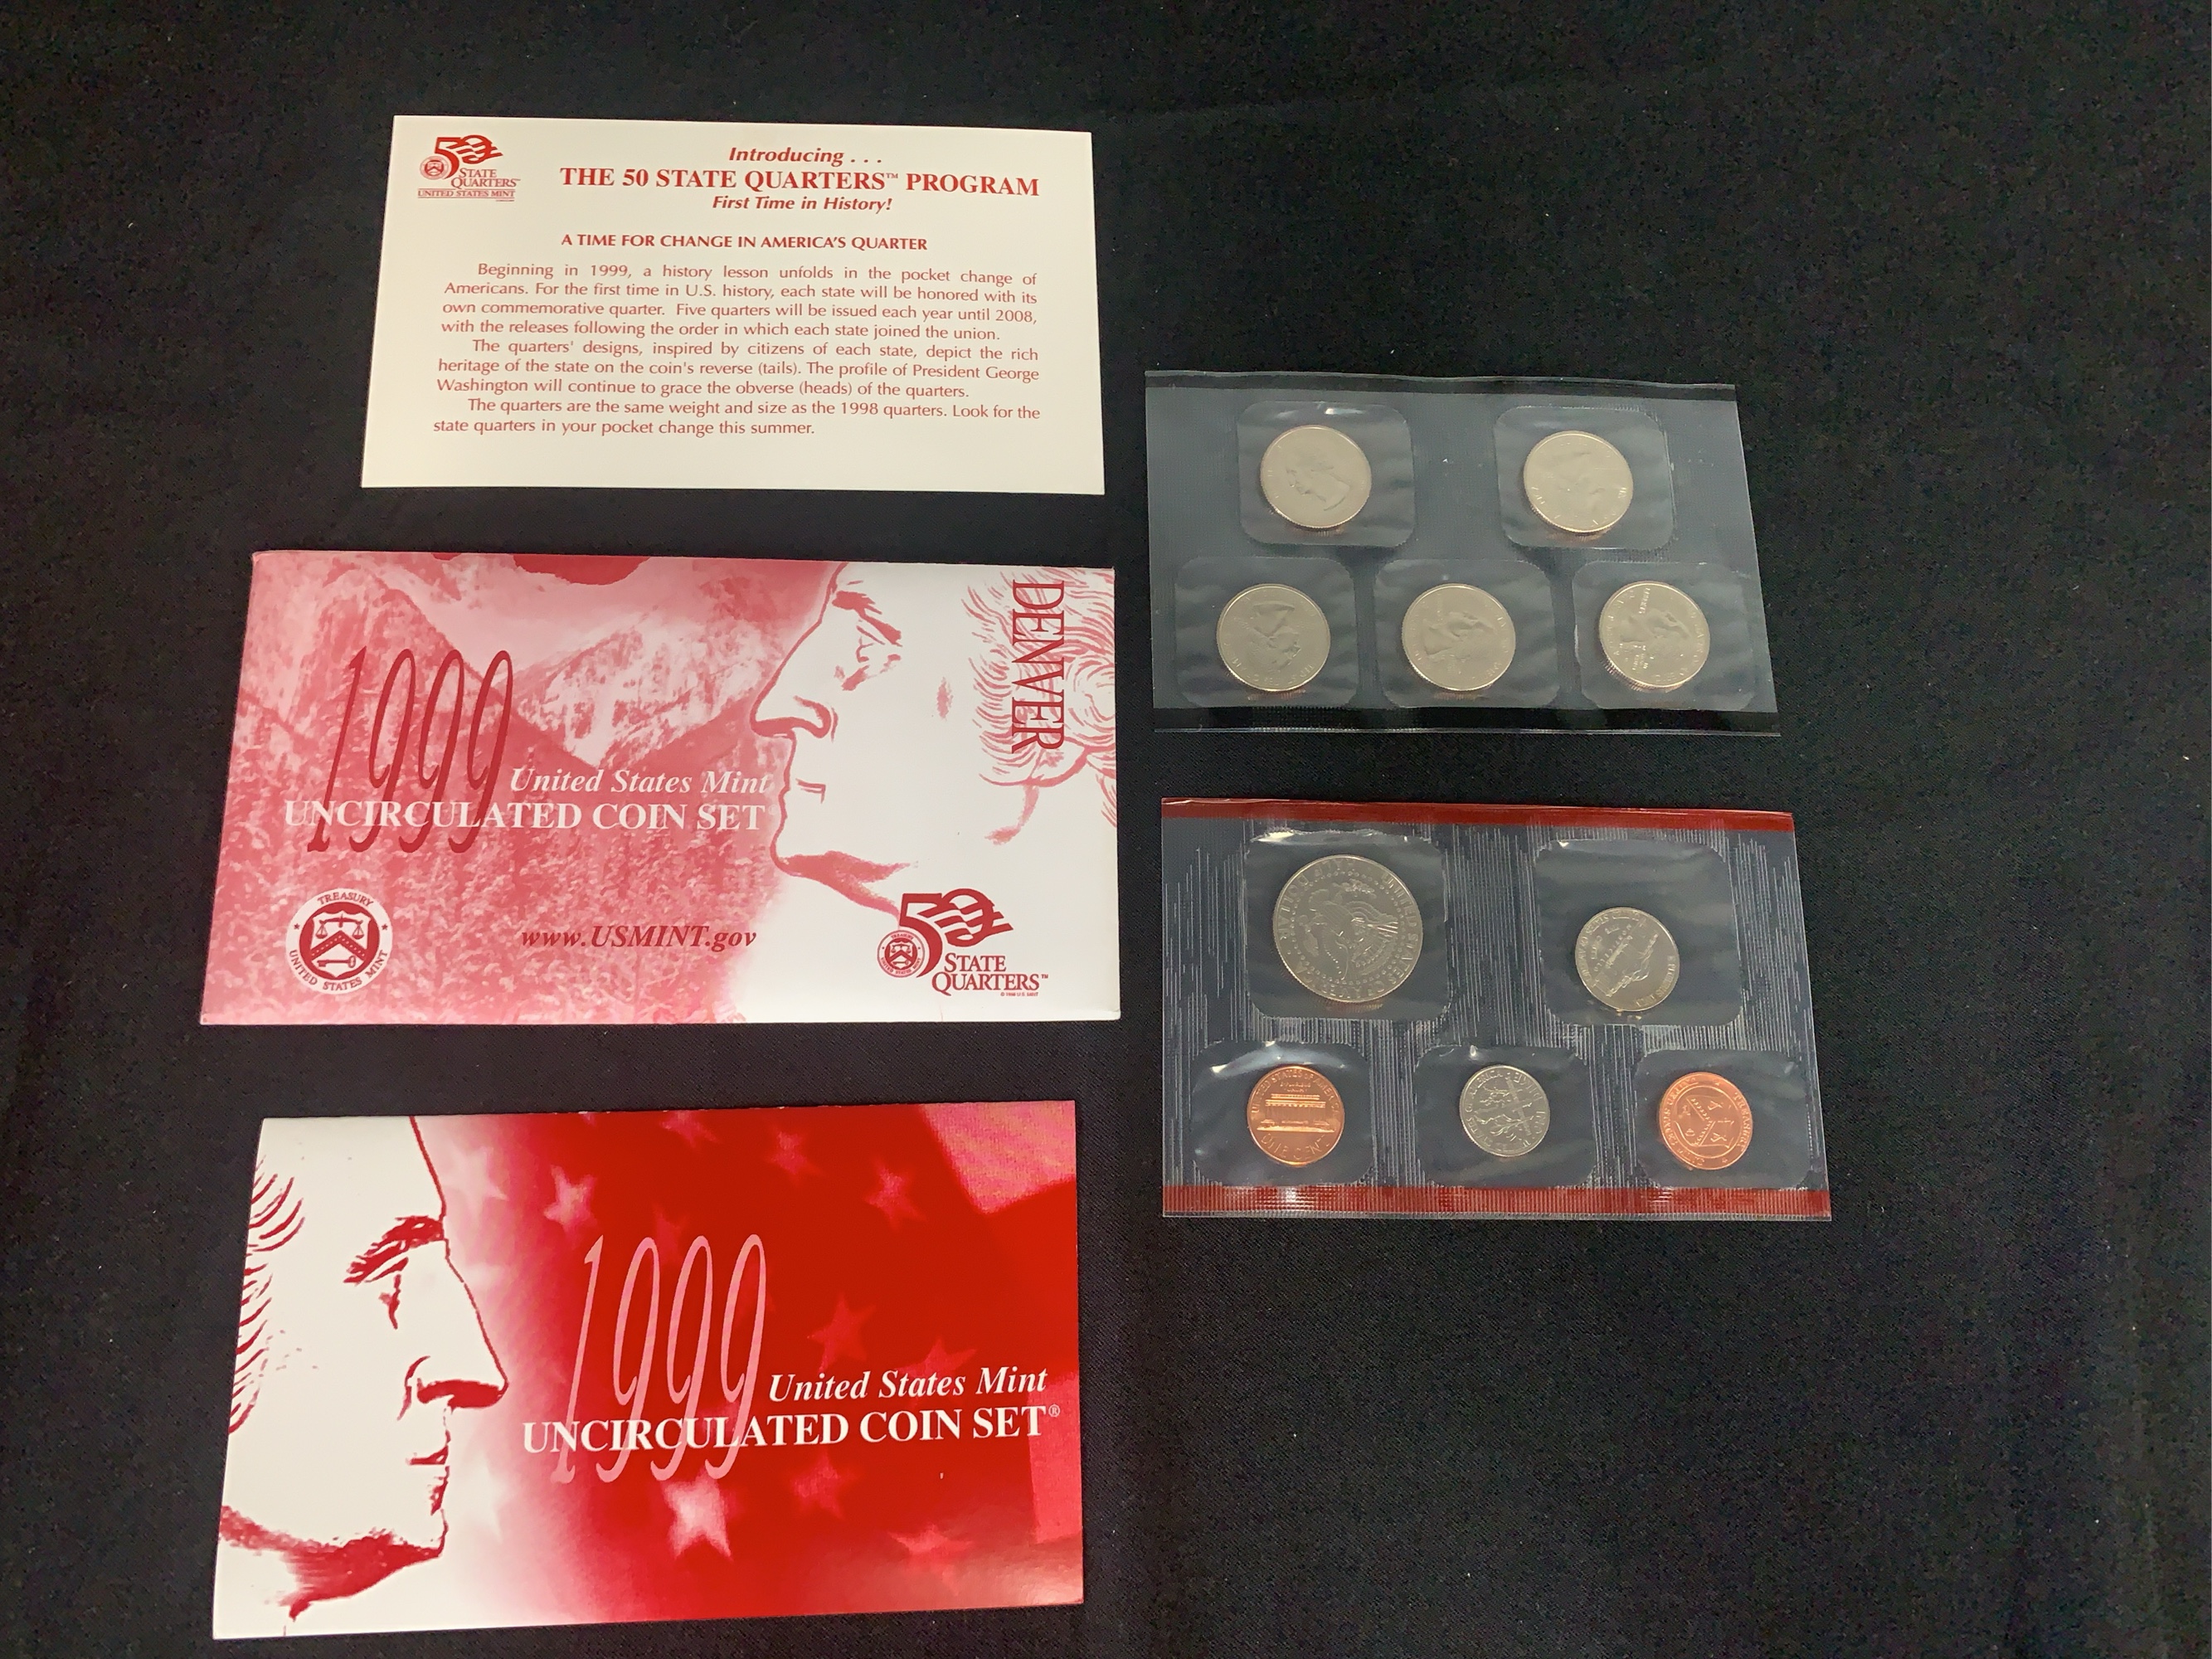 50
STATE
QUARTERS™
UNITED STATES MINT
Introducing . . .
THE 50 STATE QUARTERS™ PROGRAM
First Time in History!
A TIME FOR CHANGE IN AMERICA'S QUARTER
Beginning in 1999, a history lesson unfolds in the pocket change of
Americans. For the first time in U.S. history, each state will be honored with its
own commemorative quarter. Five quarters will be issued each year until 2008,
with the releases following the order in which each state joined the union.
The quarters' designs, inspired by citizens of each state, depict the rich
heritage of the state on the coin's reverse (tails). The profile of President George
Washington will continue to grace the obverse (heads) of the quarters.
The quarters are the same weight and size as the 1998 quarters. Look for the
state quarters in your pocket change this summer.
DENVER
1999
United States Mint
UNCIRCULATED COIN SET
TREASURY
UNITED STATES MINT
www.USMINT.gov
50
STATE
QUARTERS™
1999
United States Mint
UNCIRCULATED COIN SET®
ONE CENT